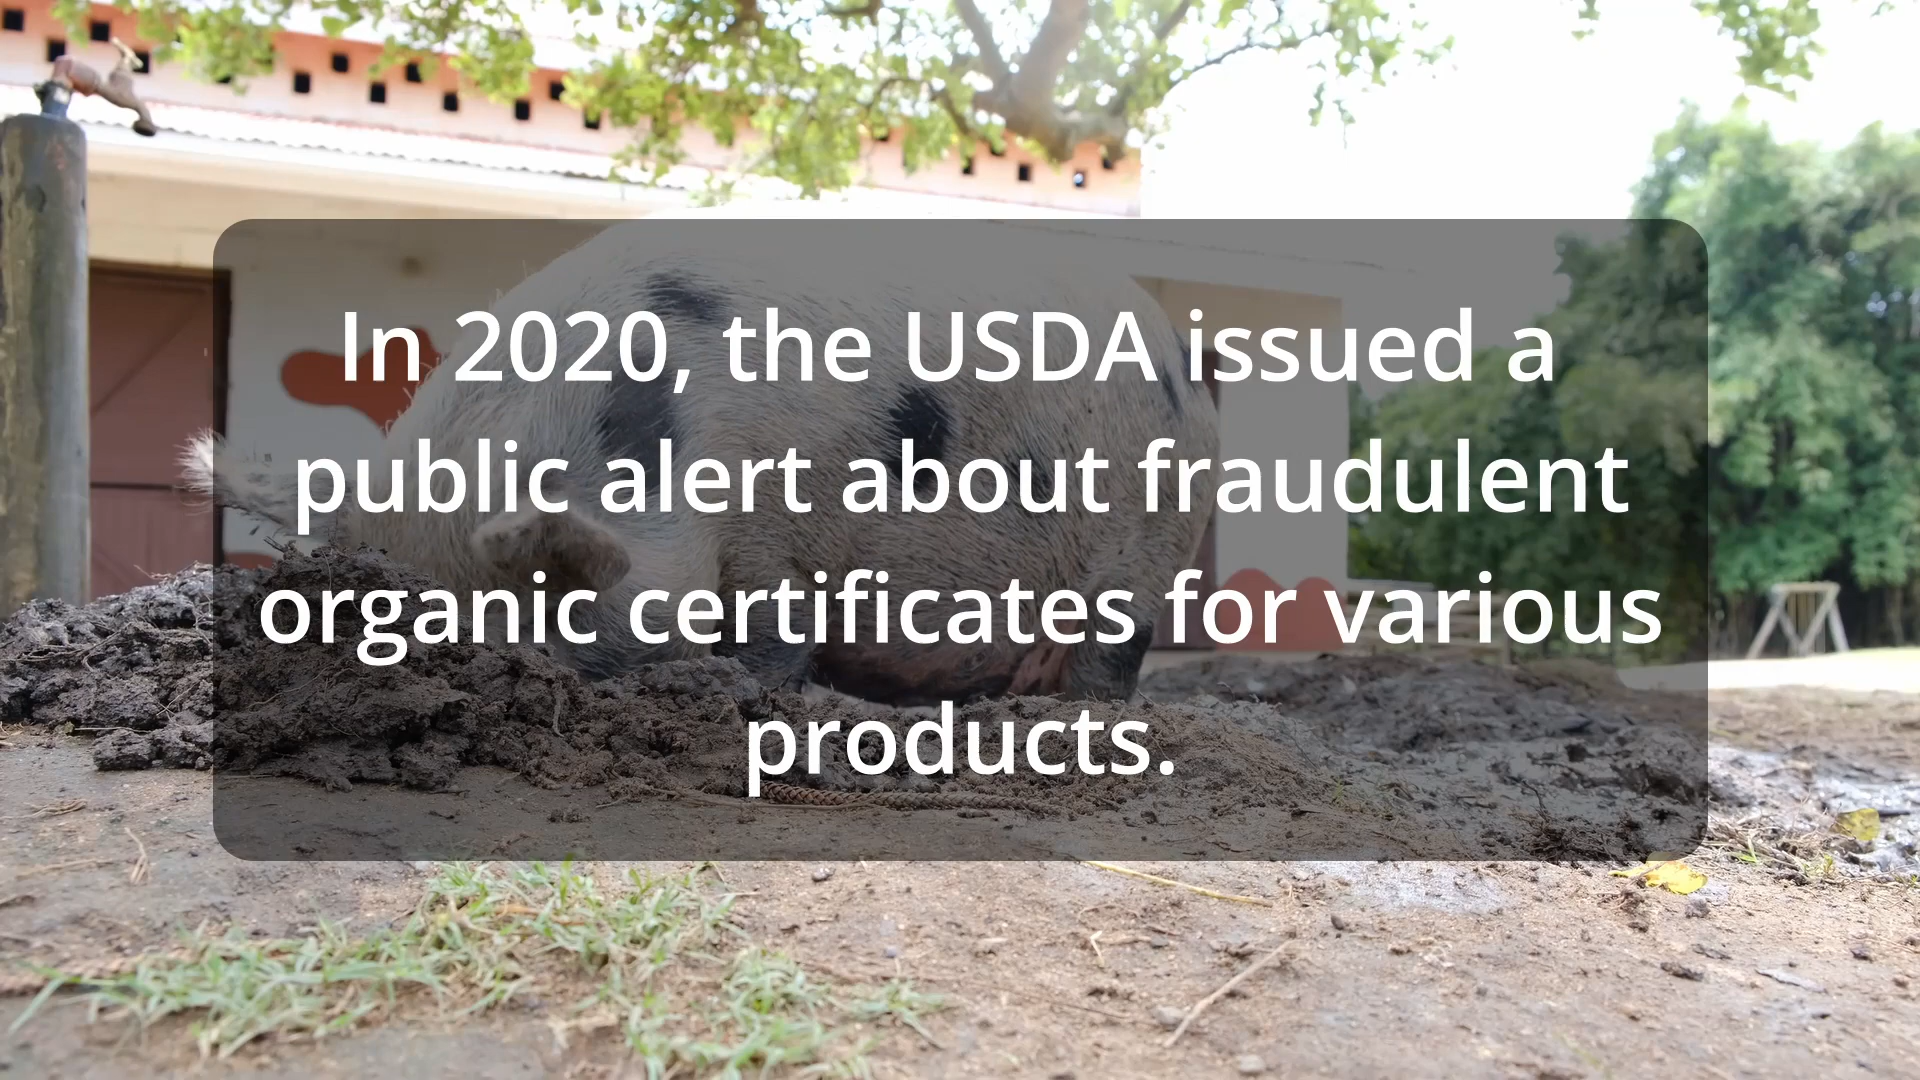 In 2020, the USDA issued a
public alert about fraudulent
organic certificates for various
products.